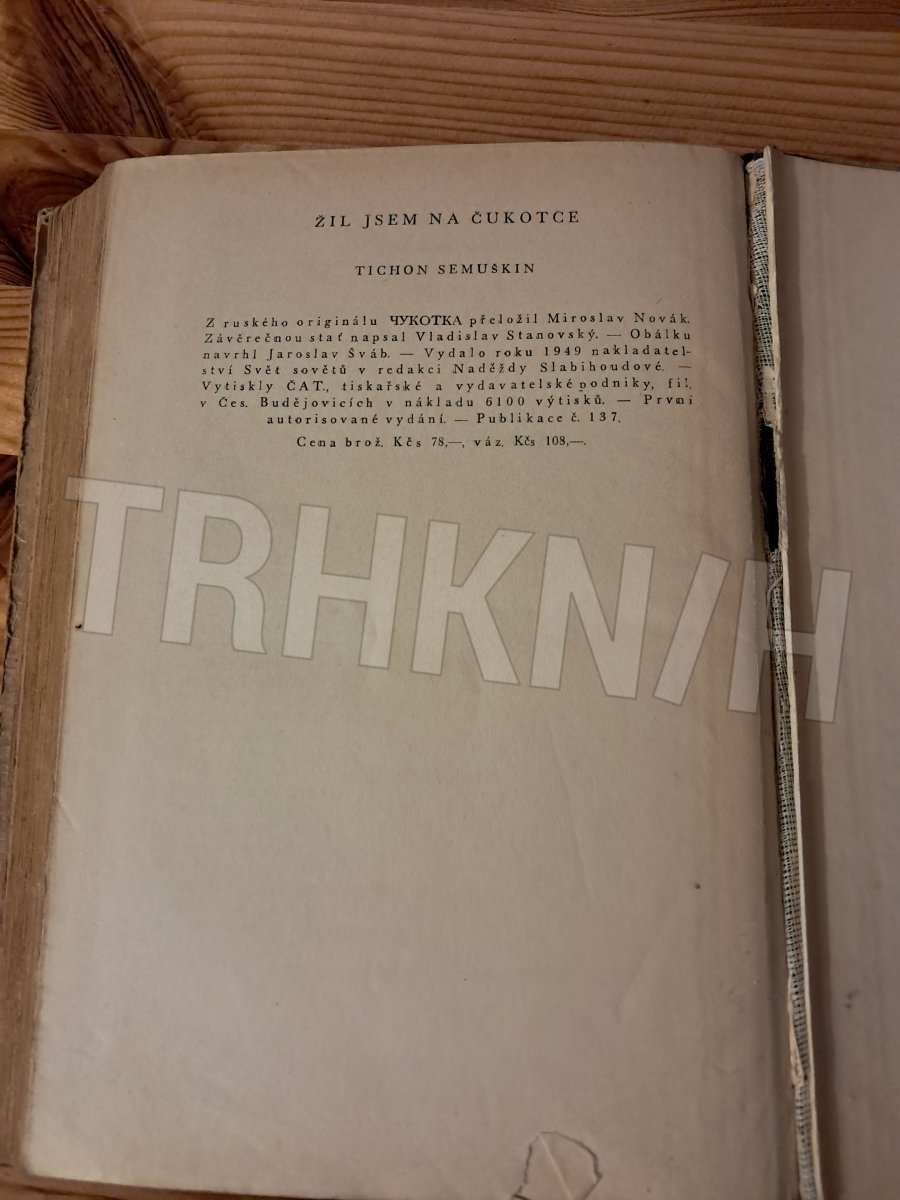 ŽIL JSEM NA ČUKOTCE
TICHON SEMUŠKIN
Z ruského originálu ЧУКОТКА přeložil Miroslav Novák.
Závěrečnou stať napsal Vladislav Stanovský. — Obálku
navrhl Jaroslav Šváb. — Vydalo roku 1949 nakladatel-
ství Svět sovětů v redakci Naděždy Slabihoudové. —
Vytiskly ČAT., tiskařské a vydavatelské podniky, fil.
v Čes. Budějovicích v nákladu 6100 výtisků. — První
autorisované vydání. — Publikace č. 137.
Cena brož. Kčs 78,—, váz. Kčs 108,—.
TRHKN/H